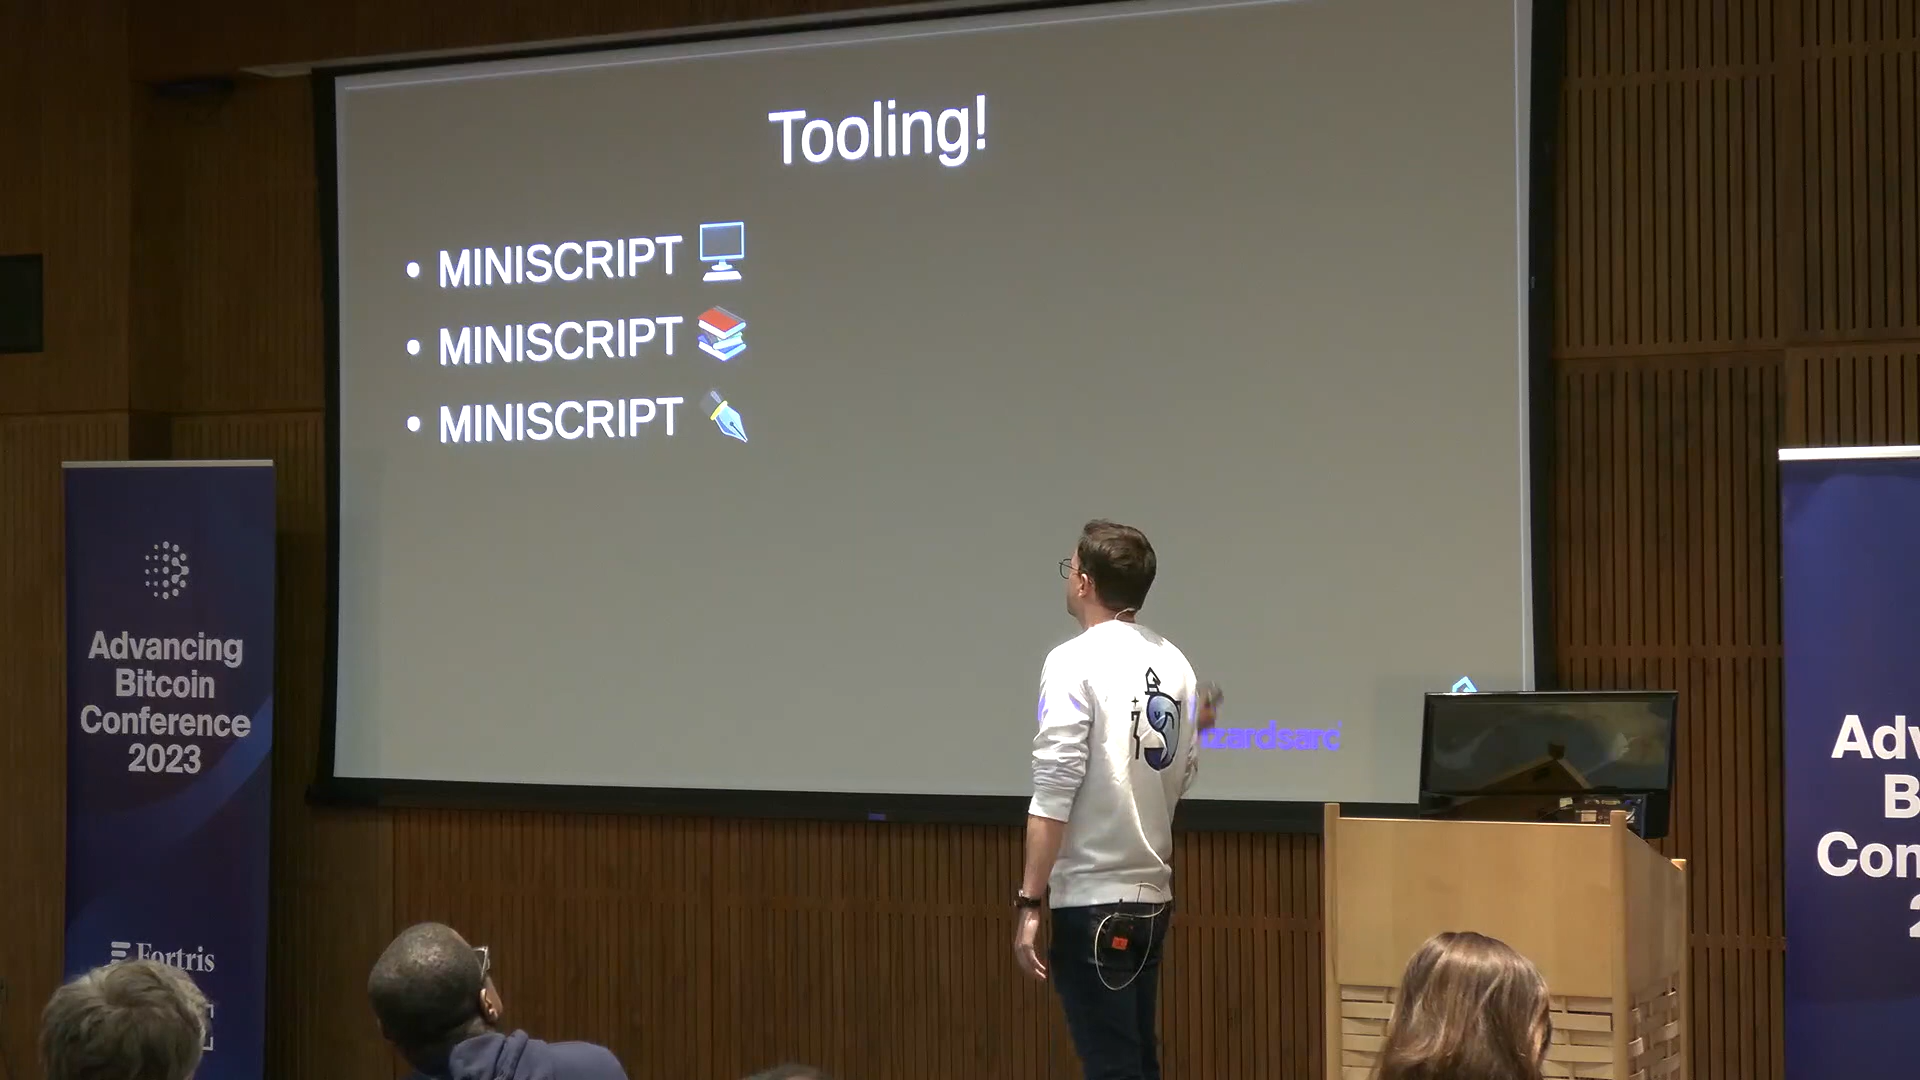 Tooling!
• MINISCRIPT
• MINISCRIPT
• MINISCRIPT
Advancing
Bitcoin
Conference
2023
Fortris